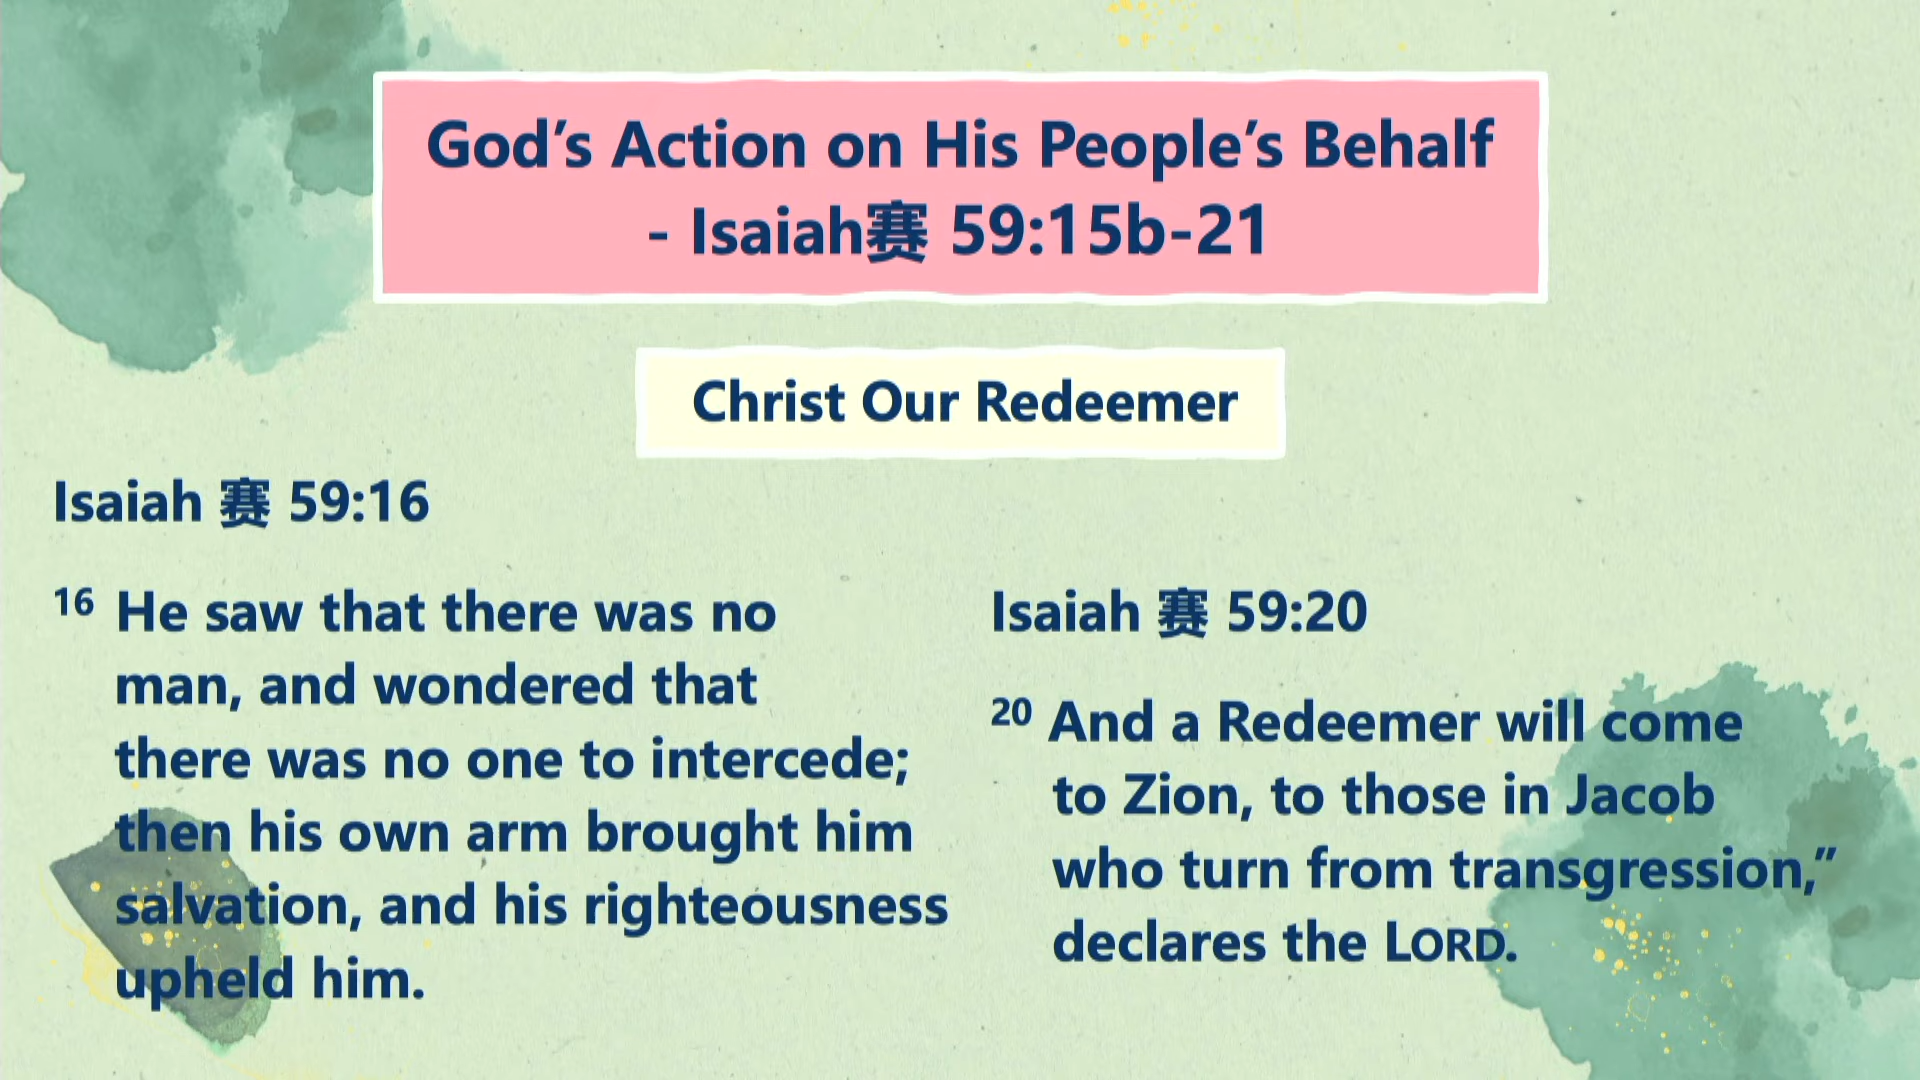 God’s Action on His People’s Behalf
- Isaiah赛 59:15b-21
Christ Our Redeemer
Isaiah 赛 59:16
16 He saw that there was no
man, and wondered that
there was no one to intercede;
then his own arm brought him
salvation, and his righteousness
upheld him.
Isaiah 赛 59:20
20 And a Redeemer will come
to Zion, to those in Jacob
who turn from transgression,”
declares the LORD.